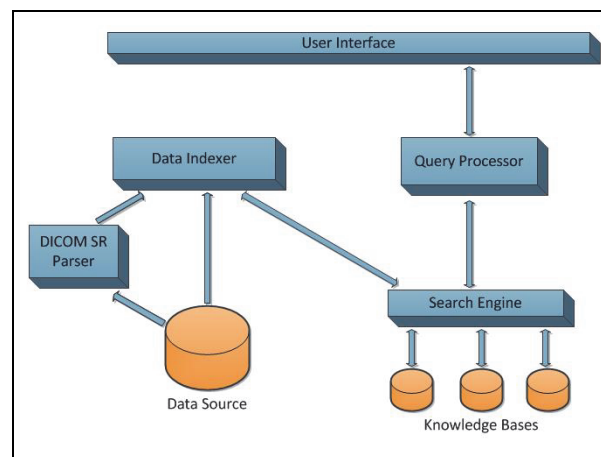 User Interface
Data Indexer
Query Processor
DICOM SR
Parser
Search Engine
Data Source
Knowledge Bases